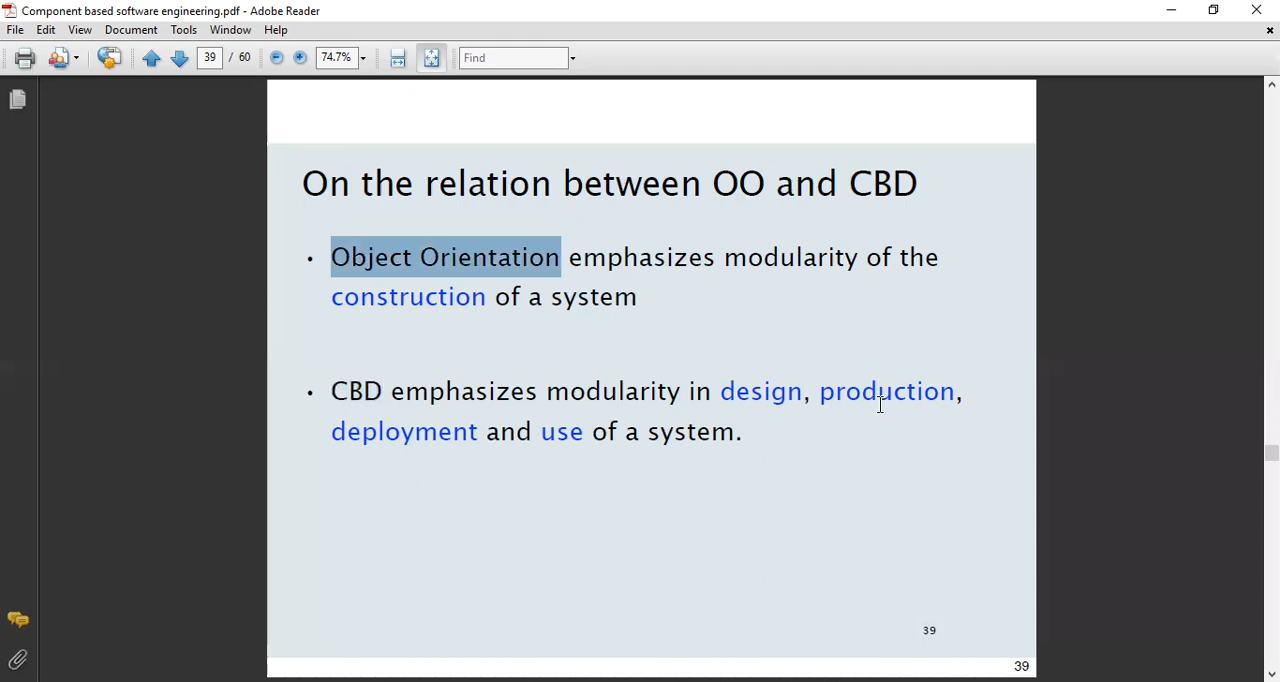 Component based software engineering.pdf - Adobe Reader
File Edit View Document Tools Window Help
39 / 60 74.7% Find
On the relation between OO and CBD
• Object Orientation emphasizes modularity of the
construction of a system
• CBD emphasizes modularity in design, production,
deployment and use of a system.
39
39